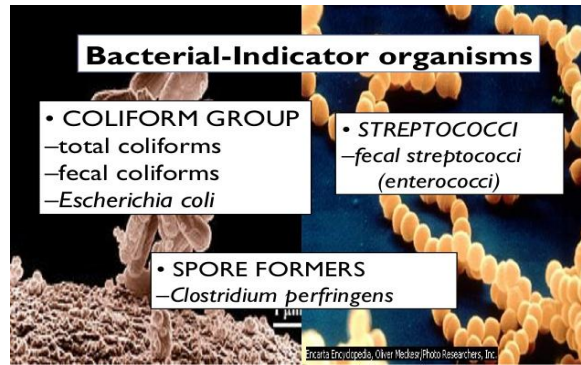 Bacterial-Indicator organisms
• COLIFORM GROUP
–total coliforms
–fecal coliforms
–Escherichia coli
• STREPTOCOCCI
–fecal streptococci
(enterococci)
• SPORE FORMERS
–Clostridium perfringens
Encarta Encyclopedia, Oliver Meckesr/Photo Researchers, Inc.